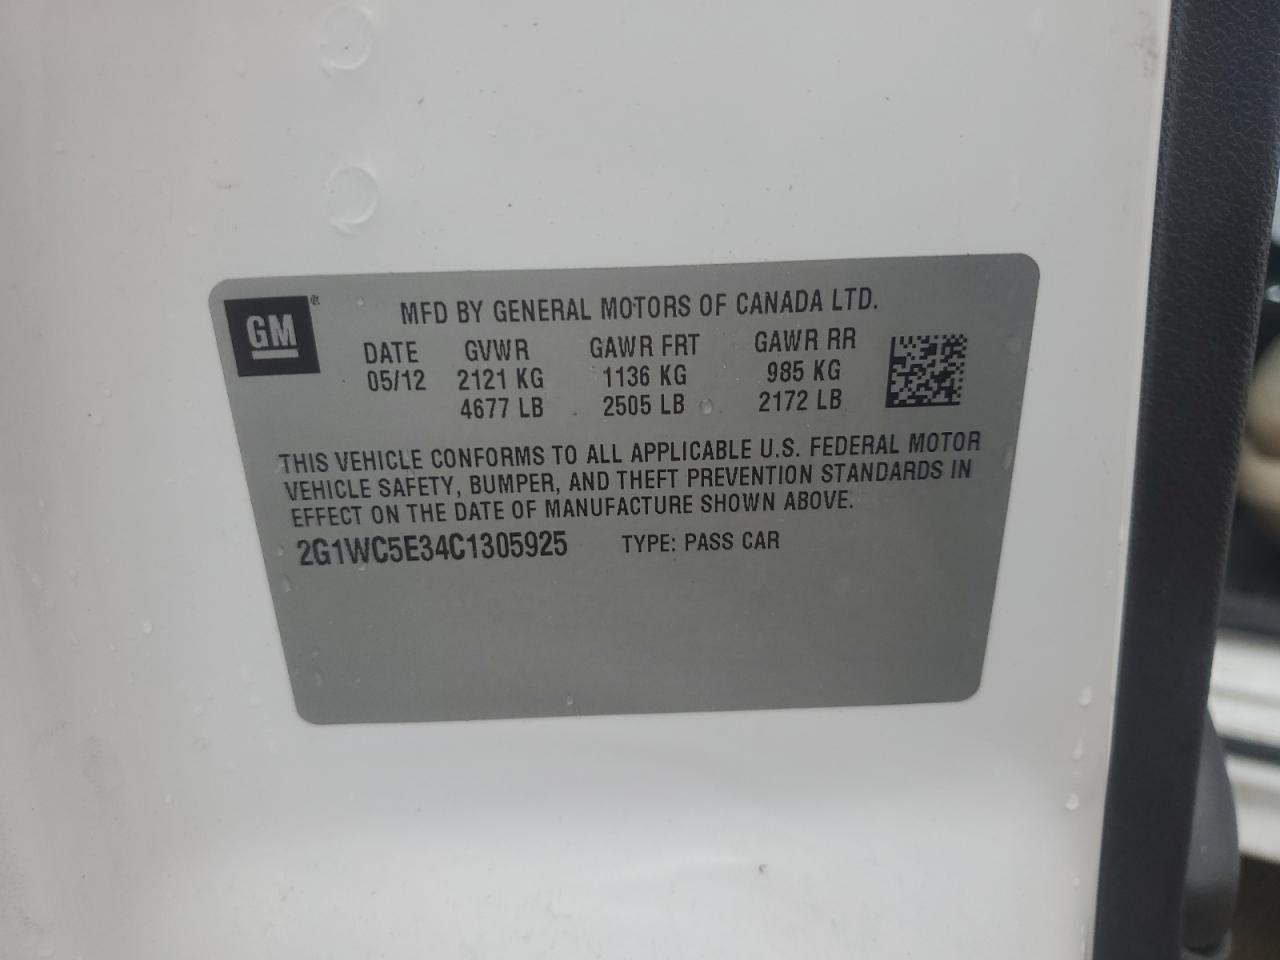 GM®
MFD BY GENERAL MOTORS OF CANADA LTD.
DATE GVWR GAWR FRT GAWR RR
05/12 2121 KG 1136 KG 985 KG
4677 LB 2505 LB 2172 LB
THIS VEHICLE CONFORMS TO ALL APPLICABLE U.S. FEDERAL MOTOR
VEHICLE SAFETY, BUMPER, AND THEFT PREVENTION STANDARDS IN
EFFECT ON THE DATE OF MANUFACTURE SHOWN ABOVE.
2G1WC5E34C1305925 TYPE: PASS CAR